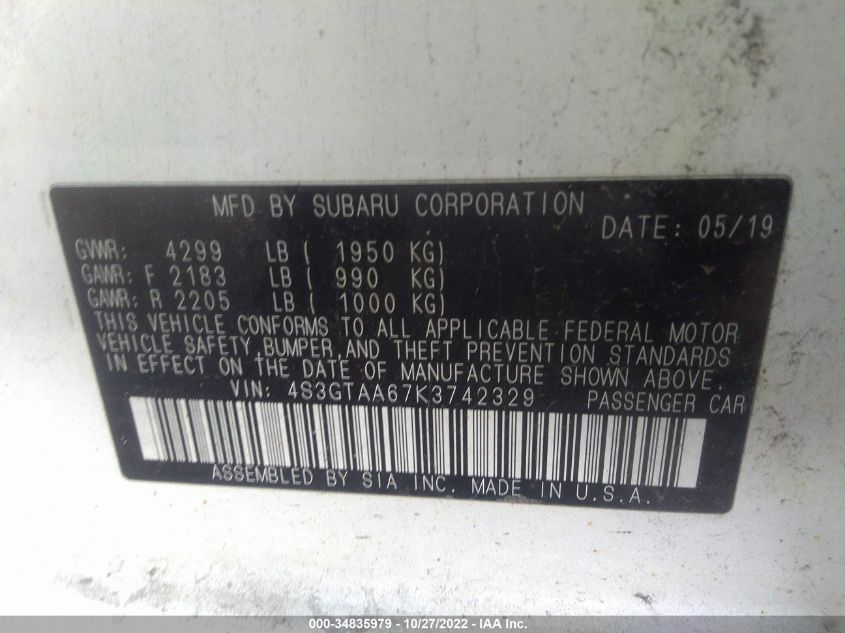 MFD BY SUBARU CORPORATION
DATE: 05/19
GVWR: 4299 LB ( 1950 KG)
GAWR: F 2183 LB ( 990 KG)
GAWR: R 2205 LB ( 1000 KG)
THIS VEHICLE CONFORMS TO ALL APPLICABLE FEDERAL MOTOR
VEHICLE SAFETY, BUMPER, AND THEFT PREVENTION STANDARDS
IN EFFECT ON THE DATE OF MANUFACTURE SHOWN ABOVE.
VIN: 4S3GTAA67K3742329 PASSENGER CAR
ASSEMBLED BY SIA INC. MADE IN U.S.A.
000-34835979 - 10/27/2022 - IAA Inc.